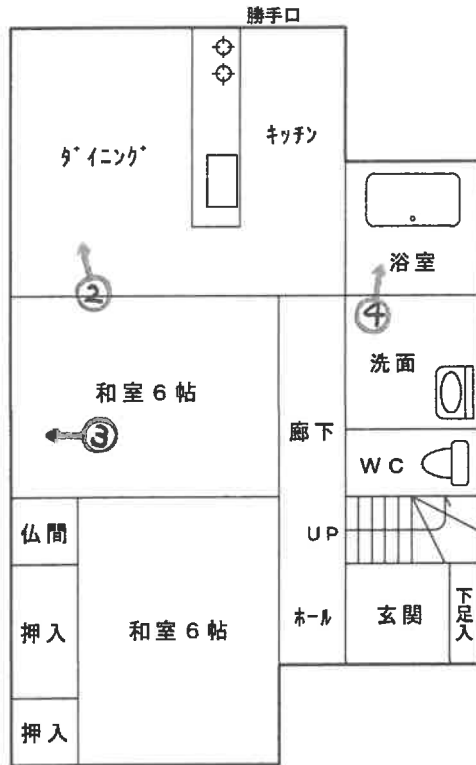 勝手口
ダイニング
キッチン
浴室
②
④
洗面
和室6帖
③
廊下
WC
仏間
UP
押入
和室6帖
ホール
玄関
下足入
押入